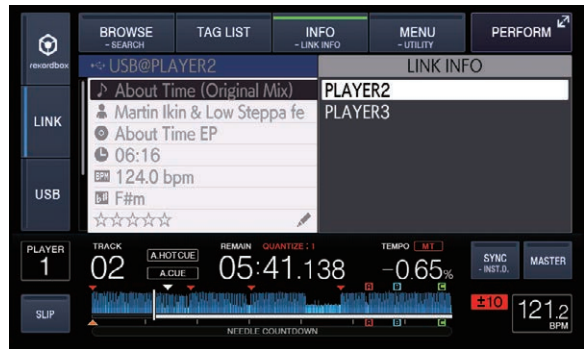 BROWSE
- SEARCH
TAG LIST
INFO
- LINK INFO
MENU
- UTILITY
PERFORM
rekordbox
LINK
USB
USB@PLAYER2
About Time (Original Mix)
Martin Ikin & Low Steppa fe
About Time EP
06:16
BPM 124.0 bpm
F#m
☆☆☆☆☆
LINK INFO
PLAYER2
PLAYER3
PLAYER
1
TRACK
02
A.HOT CUE
A.CUE
REMAIN QUANTIZE : 1
05:41.138
TEMPO MT
-0.65%
SYNC
- INST.D.
MASTER
SLIP
A B C
A B C
NEEDLE COUNTDOWN
±10
121.2
BPM